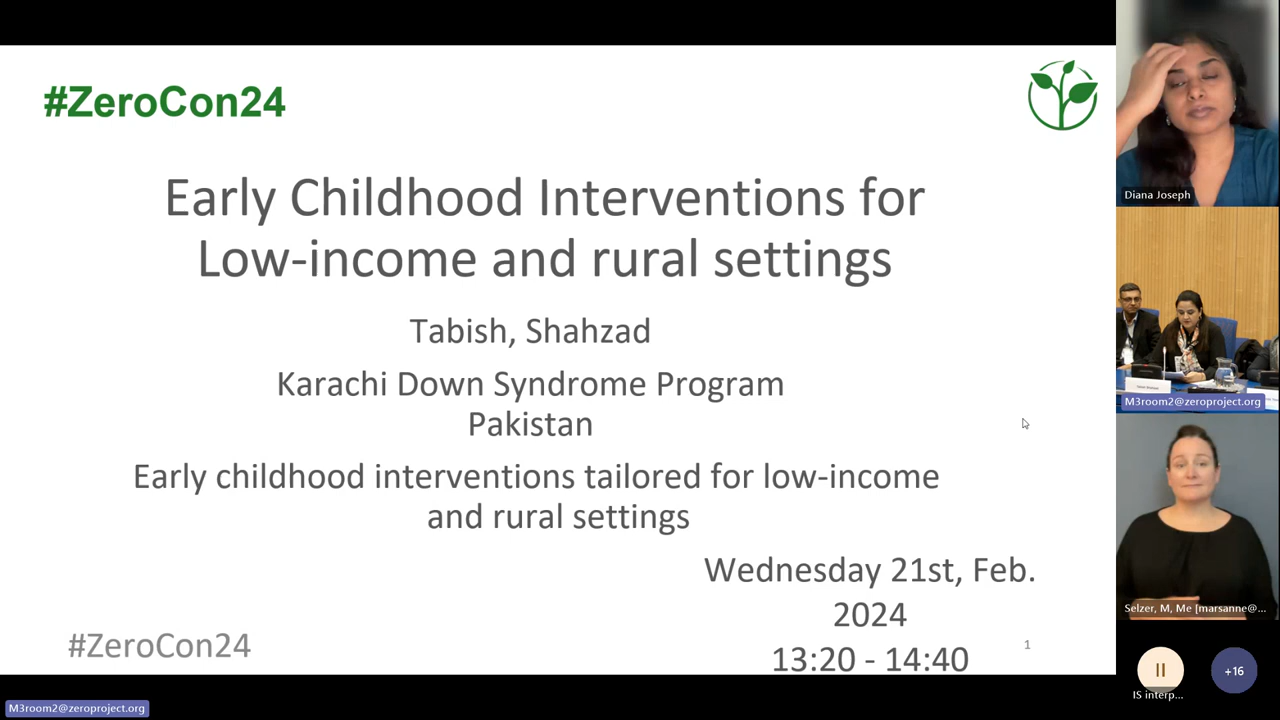 #ZeroCon24
Early Childhood Interventions for
Low-income and rural settings
Tabish, Shahzad
Karachi Down Syndrome Program
Pakistan
Early childhood interventions tailored for low-income
and rural settings
Wednesday 21st, Feb.
2024
13:20 - 14:40
#ZeroCon24
1
M3room2@zeroproject.org
Diana Joseph
M3room2@zeroproject.org
Selzer, M, Me [marsanne@...
IS interp...
+16